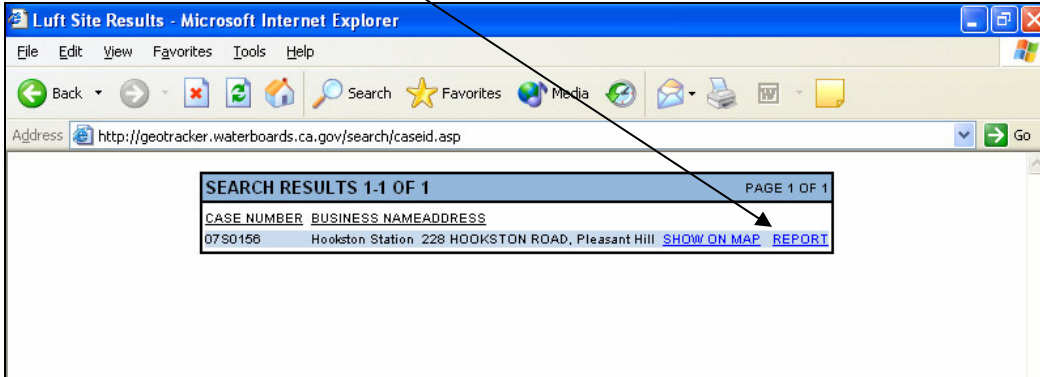 Luft Site Results - Microsoft Internet Explorer
File Edit View Favorites Tools Help
Back Search Favorites Media W
Address http://geotracker.waterboards.ca.gov/search/caseid.asp Go
SEARCH RESULTS 1-1 OF 1 PAGE 1 OF 1
CASE NUMBER BUSINESS NAMEADDRESS
07S0156 Hookston Station 228 HOOKSTON ROAD, Pleasant Hill SHOW ON MAP REPORT